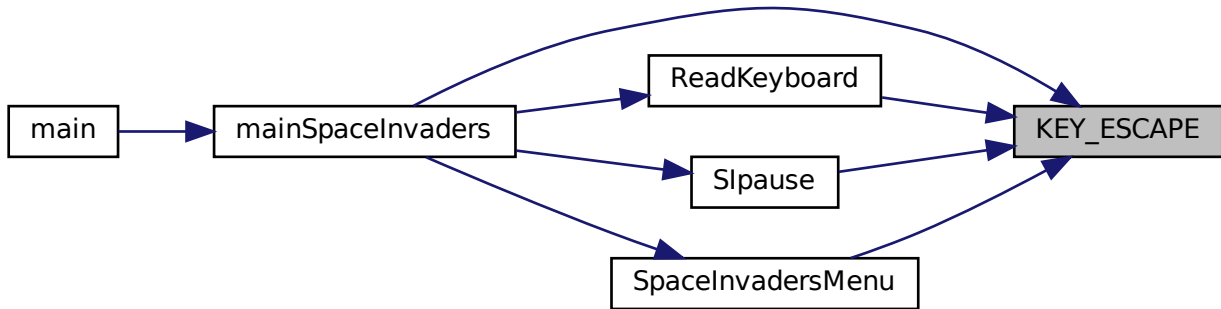 main
mainSpaceInvaders
ReadKeyboard
SIpause
SpaceInvadersMenu
KEY_ESCAPE